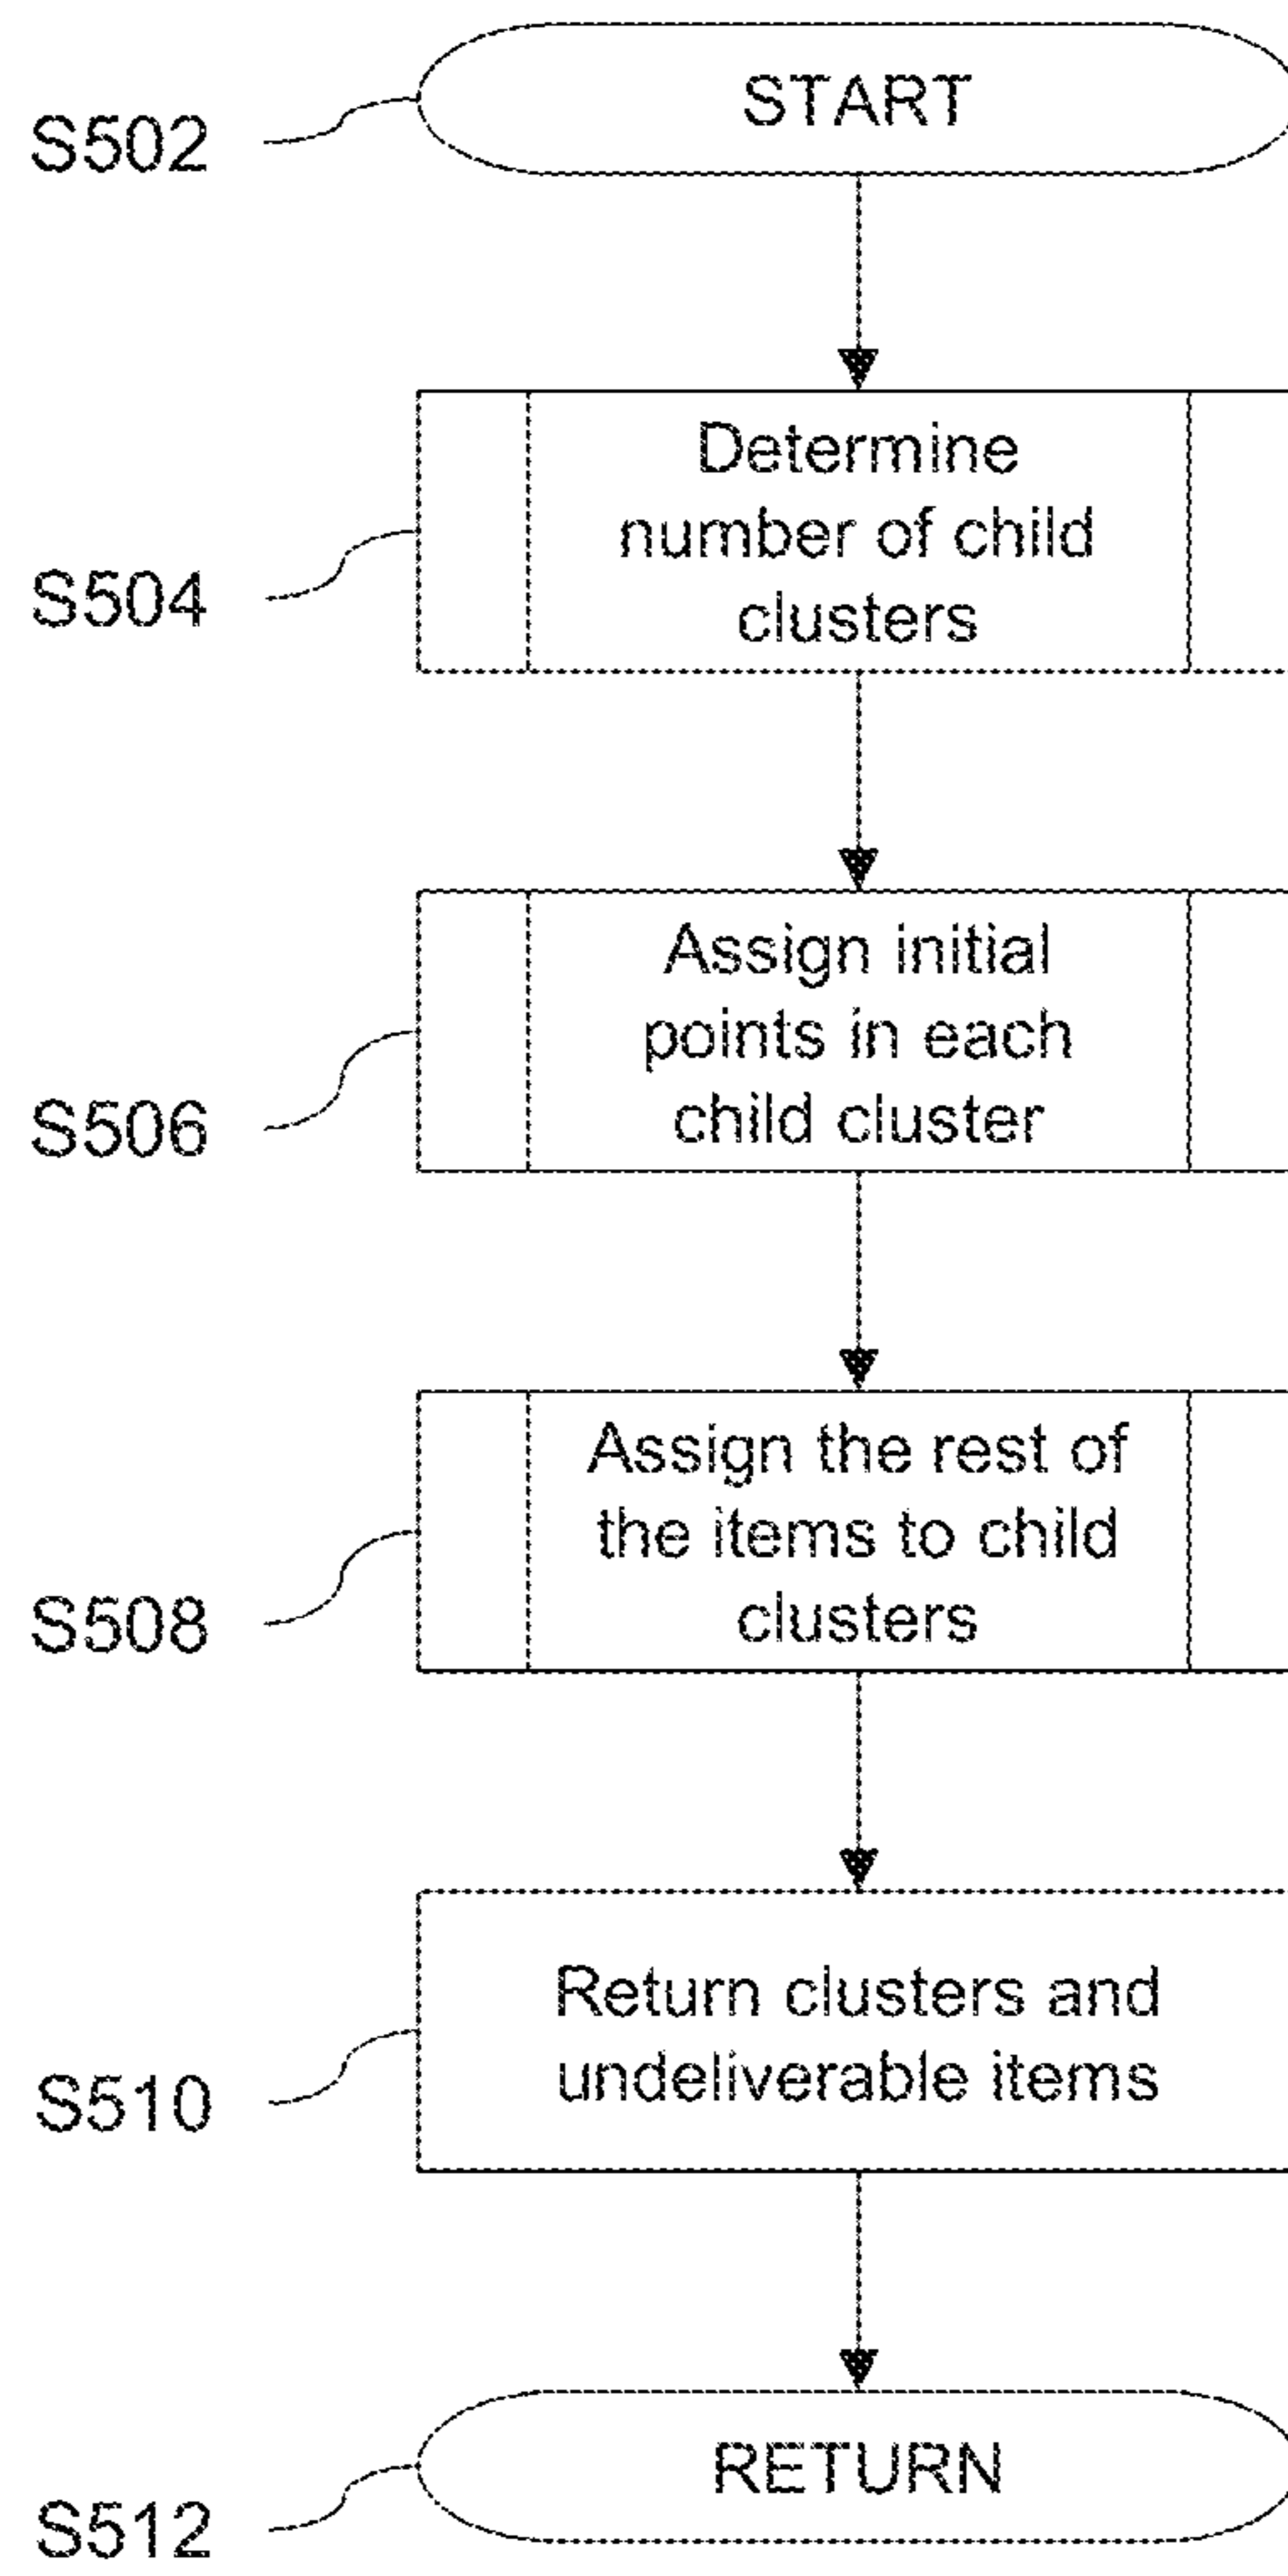 S502
START
S504
Determine
number of child
clusters
S506
Assign initial
points in each
child cluster
S508
Assign the rest of
the items to child
clusters
S510
Return clusters and
undeliverable items
S512
RETURN